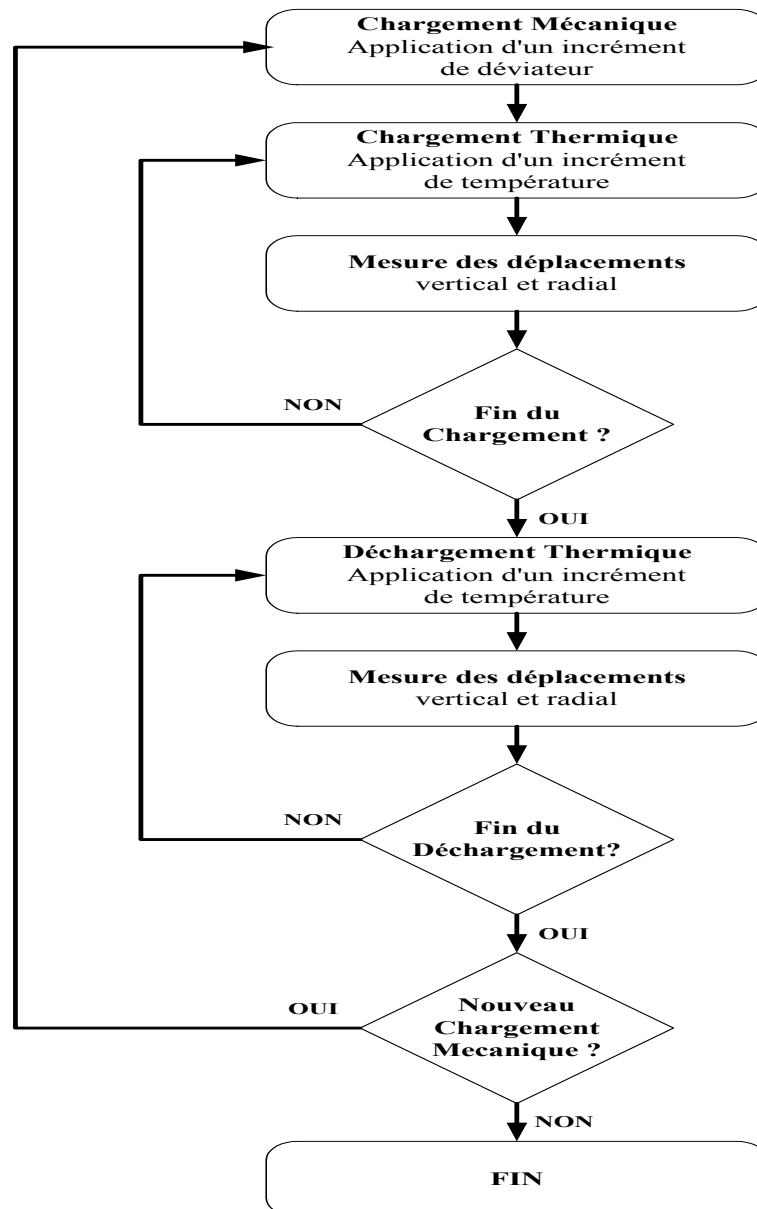 Chargement Mécanique
Application d'un incrément
de déviateur
Chargement Thermique
Application d'un incrément
de température
Mesure des déplacements
vertical et radial
NON
Fin du
Chargement ?
OUI
Déchargement Thermique
Application d'un incrément
de température
Mesure des déplacements
vertical et radial
NON
Fin du
Déchargement?
OUI
OUI
Nouveau
Chargement
Mecanique ?
NON
FIN